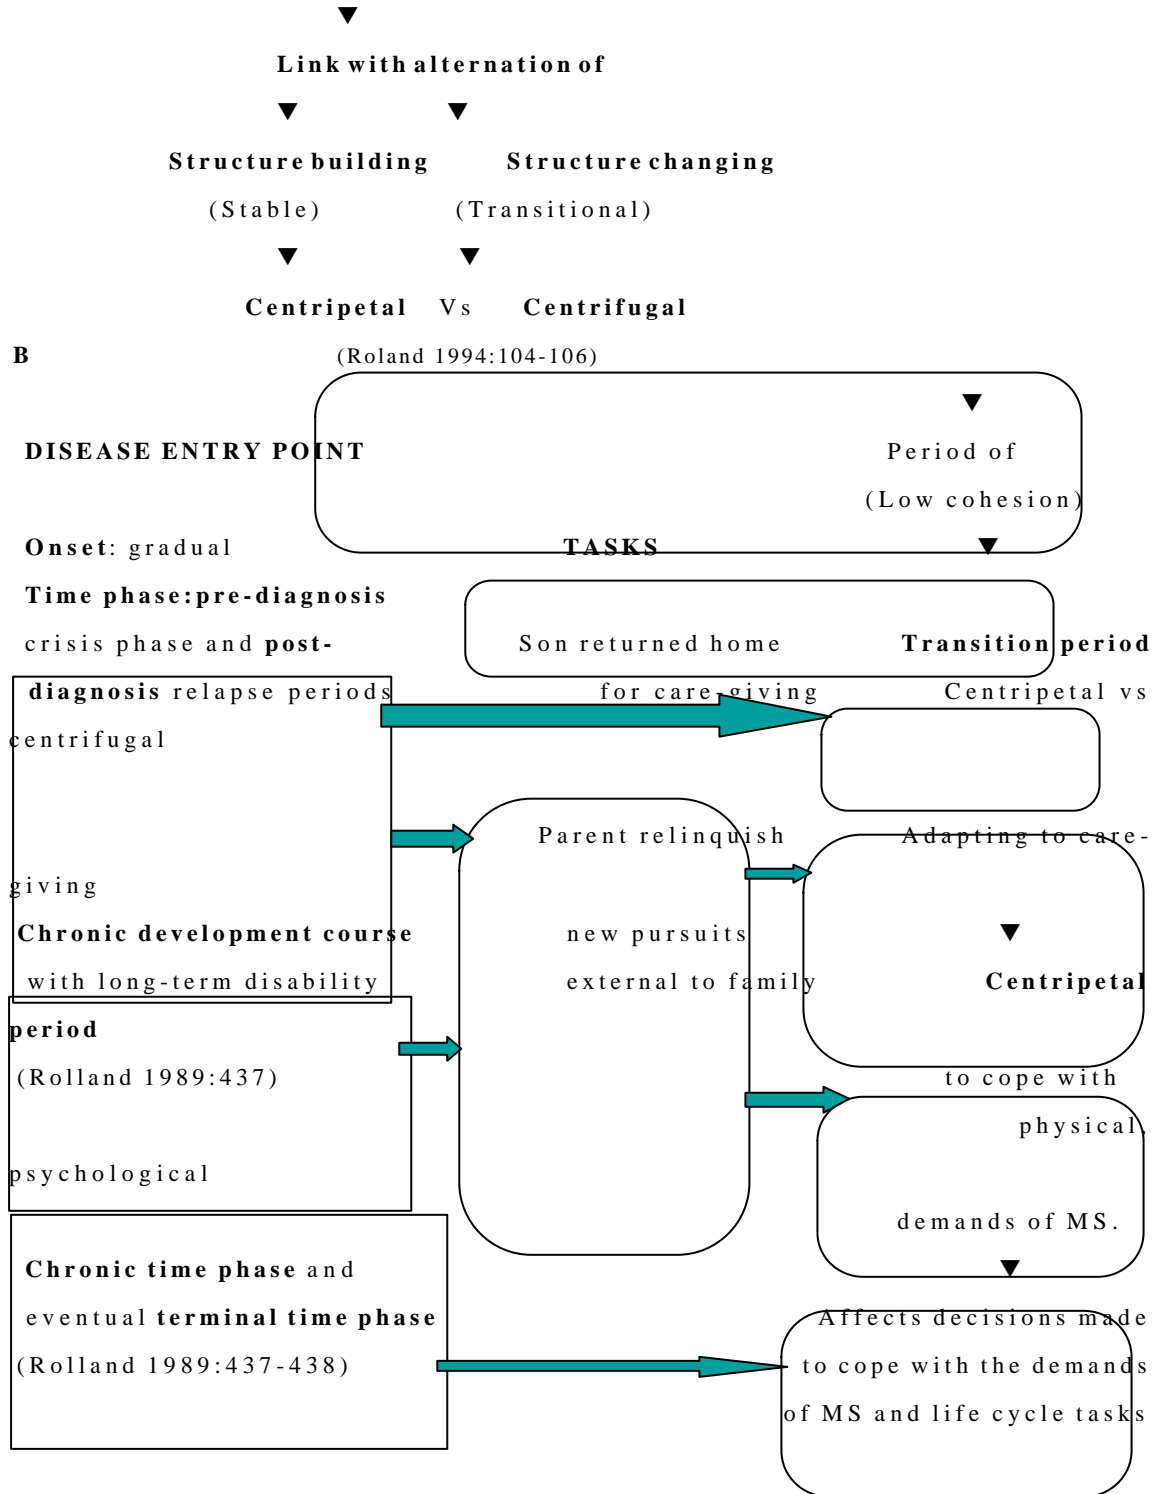 Link with alternation of
Structure building Structure changing
(Stable) (Transitional)
Centripetal Vs Centrifugal
B (Roland 1994:104-106)
DISEASE ENTRY POINT Period of
(Low cohesion)
Onset: gradual TASKS
Time phase:pre-diagnosis
crisis phase and post- Son returned home Transition period
diagnosis relapse periods for care-giving Centripetal vs
centrifugal
Parent relinquish Adapting to care-
giving
Chronic development course new pursuits
with long-term disability external to family Centripetal
period
(Rolland 1989:437) to cope with
physical,
psychological
demands of MS.
Chronic time phase and
eventual terminal time phase Affects decisions made
(Rolland 1989:437-438) to cope with the demands
of MS and life cycle tasks